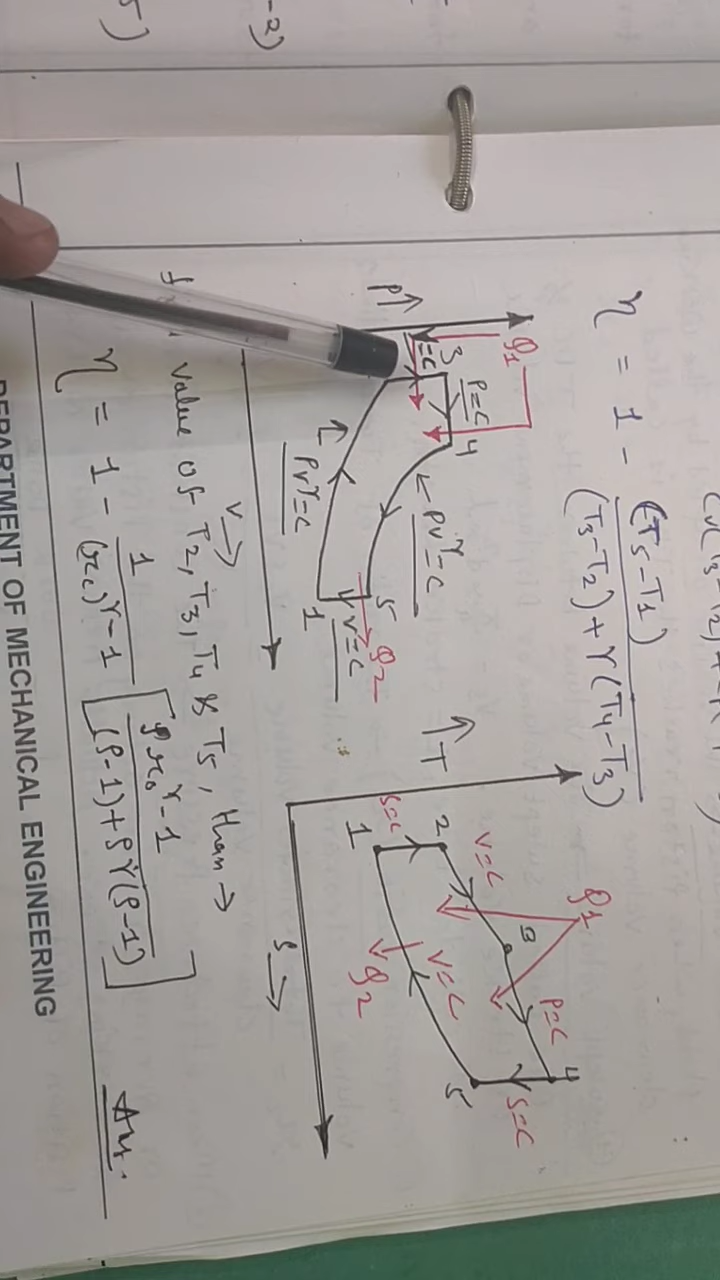 η = 1 - (T5-T1) / (T3-T2) + γ(T4-T3)
P↑
Q1
V=C
3
P=C
4
← PVγ=C
↑ PVγ=C
5
1
V=C
Q2
V →
↑ T
Q1
V=C
2
3
P=C
4
S=C
1
S=C
V=C
Q2
5
S →
value of T2, T3, T4 & T5, then →
η = 1 - 1 / (rc)γ-1 [ ρ rργ-1 / (ρ-1) + ργ(ρ-1) ]
Ans.
DEPARTMENT OF MECHANICAL ENGINEERING
-2)